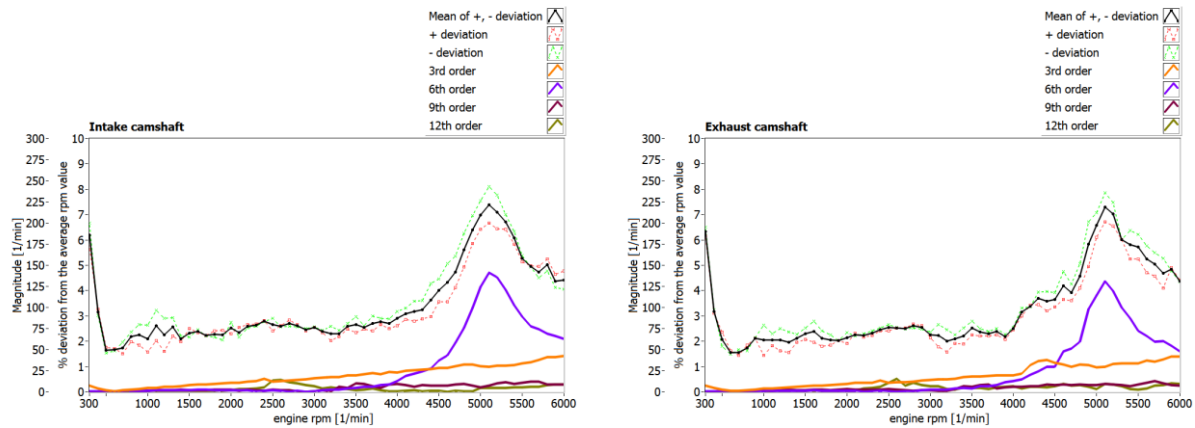 Mean of +, - deviation
+ deviation
- deviation
3rd order
6th order
9th order
12th order
Intake camshaft
Magnitude [1/min]
300
275
250
225
200
175
150
125
100
75
50
25
0
% deviation from the average rpm value
10
9
8
7
6
5
4
3
2
1
0
300 1000 1500 2000 2500 3000 3500 4000 4500 5000 5500 6000
engine rpm [1/min]
Mean of +, - deviation
+ deviation
- deviation
3rd order
6th order
9th order
12th order
Exhaust camshaft
Magnitude [1/min]
300
275
250
225
200
175
150
125
100
75
50
25
0
% deviation from the average rpm value
10
9
8
7
6
5
4
3
2
1
0
300 1000 1500 2000 2500 3000 3500 4000 4500 5000 5500 6000
engine rpm [1/min]